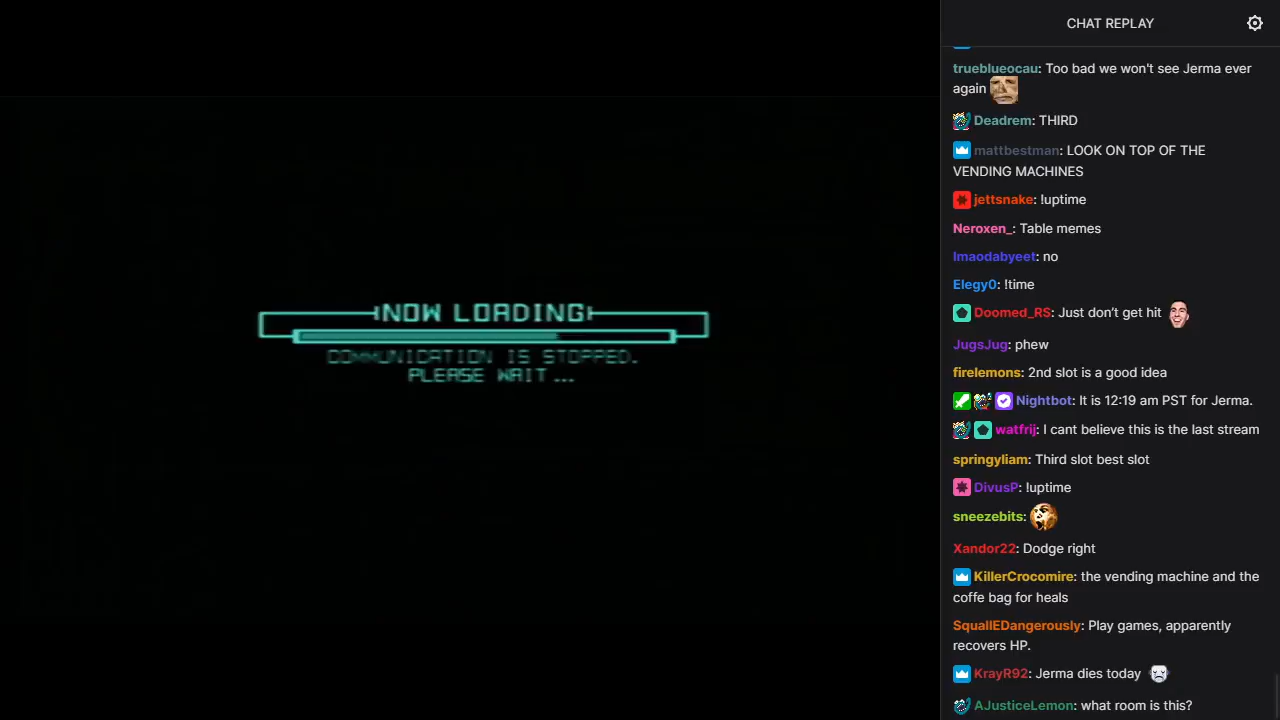 NOW LOADING
COMMUNICATION IS STOPPED.
PLEASE WAIT...
CHAT REPLAY
trueblueocau: Too bad we won't see Jerma ever
again
Deadrem: THIRD
mattbestman: LOOK ON TOP OF THE
VENDING MACHINES
jettsnake: !uptime
Neroxen_: Table memes
lmaodabyeet: no
Elegy0: !time
Doomed_RS: Just don't get hit
JugsJug: phew
firelemons: 2nd slot is a good idea
Nightbot: It is 12:19 am PST for Jerma.
watfrij: I cant believe this is the last stream
springyliam: Third slot best slot
DivusP: !uptime
sneezebits:
Xandor22: Dodge right
KillerCrocomire: the vending machine and the
coffe bag for heals
SquallEDangerously: Play games, apparently
recovers HP.
KrayR92: Jerma dies today
AJusticeLemon: what room is this?